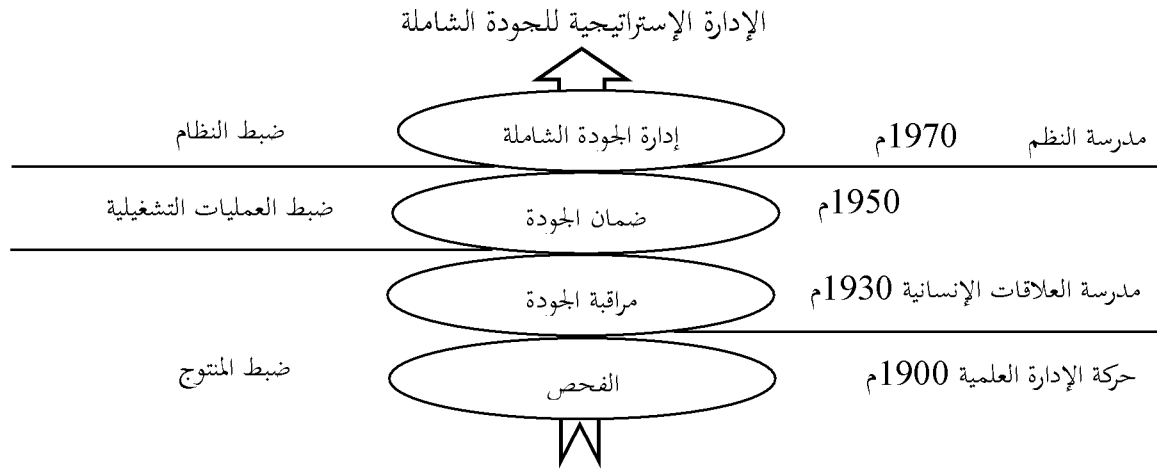 الإدارة الإستراتيجية للجودة الشاملة
مدرسة النظم 1970م
إدارة الجودة الشاملة
ضبط النظام
1950م
ضمان الجودة
ضبط العمليات التشغيلية
مدرسة العلاقات الإنسانية 1930م
مراقبة الجودة
حركة الإدارة العلمية 1900م
الفحص
ضبط المنتوج